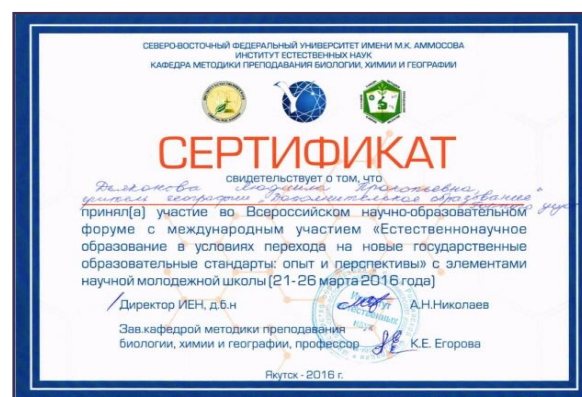 СЕВЕРО-ВОСТОЧНЫЙ ФЕДЕРАЛЬНЫЙ УНИВЕРСИТЕТ ИМЕНИ М.К. АММОСОВА
ИНСТИТУТ ЕСТЕСТВЕННЫХ НАУК
КАФЕДРА МЕТОДИКИ ПРЕПОДАВАНИЯ БИОЛОГИИ, ХИМИИ И ГЕОГРАФИИ
СЕРТИФИКАТ
свидетельствует о том, что
Людмила Прокопьевна,
учитель географии "Дополнительное образование"
принял(а) участие во Всероссийском научно-образовательном
форуме с международным участием «Естественнонаучное
образование в условиях перехода на новые государственные
образовательные стандарты: опыт и перспективы» с элементами
научной молодежной школы (21-26 марта 2016 года)
/Директор ИЕН, д.б.н
А.Н.Николаев
Институт естественных наук
Зав.кафедрой методики преподавания
биологии, химии и географии, профессор
К.Е. Егорова
Якутск - 2016 г.